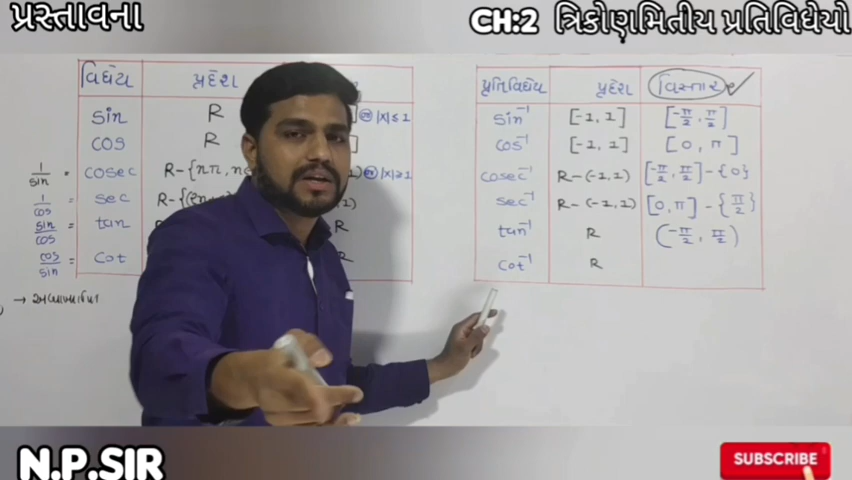 પ્રસ્તાવના
CH:2 ત્રિકોણમિતીય પ્રતિવિધેયો
વિધેય પ્રદેશ
sin R |x|≤1
cos R
1/sin = cosec R-{nπ, |x|≥1
1/cos = sec R-{(2n+
sin/cos = tan R
cos/sin = cot R
પ્રતિવિધેય પ્રદેશ વિસ્તાર ✓
sin⁻¹ [-1, 1] [-π/2, π/2]
cos⁻¹ [-1, 1] [0, π]
cosec⁻¹ R-(-1,1) [-π/2, π/2]-{0}
sec⁻¹ R-(-1,1) [0,π]-{π/2}
tan⁻¹ R (-π/2, π/2)
cot⁻¹ R
N.P.SIR
SUBSCRIBE